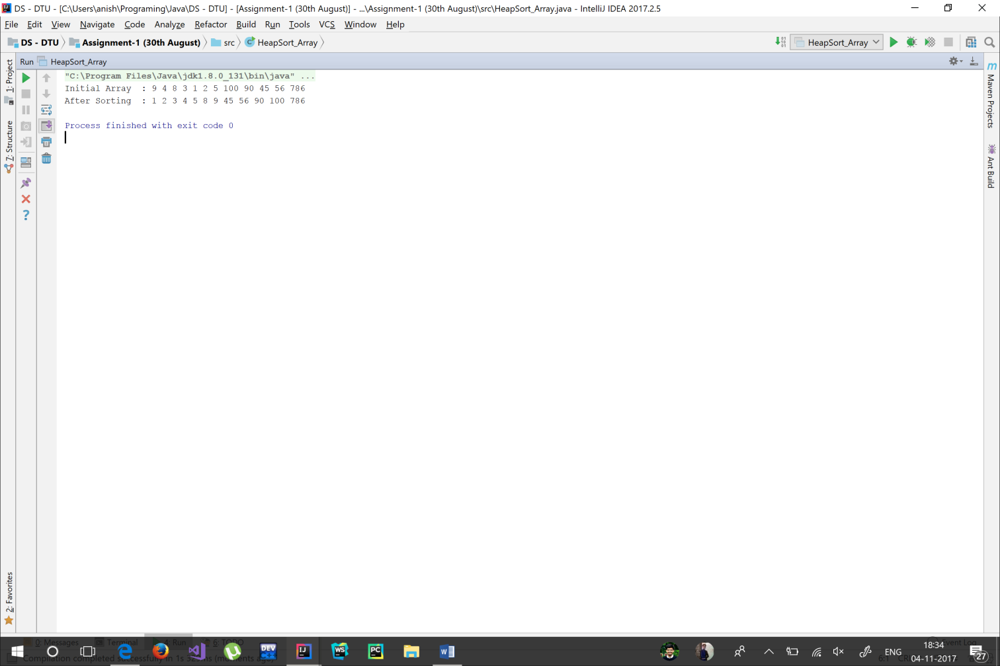 DS - DTU - [C:\Users\anish\Programing\Java\DS - DTU] - [Assignment-1 (30th August)] - ...\Assignment-1 (30th August)\src\HeapSort_Array.java - IntelliJ IDEA 2017.2.5
File Edit View Navigate Code Analyze Refactor Build Run Tools VCS Window Help
DS - DTU Assignment-1 (30th August) src HeapSort_Array HeapSort_Array
Run HeapSort_Array
"C:\Program Files\Java\jdk1.8.0_131\bin\java" ...
Initial Array : 9 4 8 3 1 2 5 100 90 45 56 786
After Sorting : 1 2 3 4 5 8 9 45 56 90 100 786
Process finished with exit code 0
1: Project
7: Structure
2: Favorites
Maven Projects
Ant Build
0: Messages Terminal 4: Run 6: TODO Event Log
Compilation completed successfully in 1s
DEV
IJ
WS
PC
ENG
18:34
04-11-2017
27
6:1